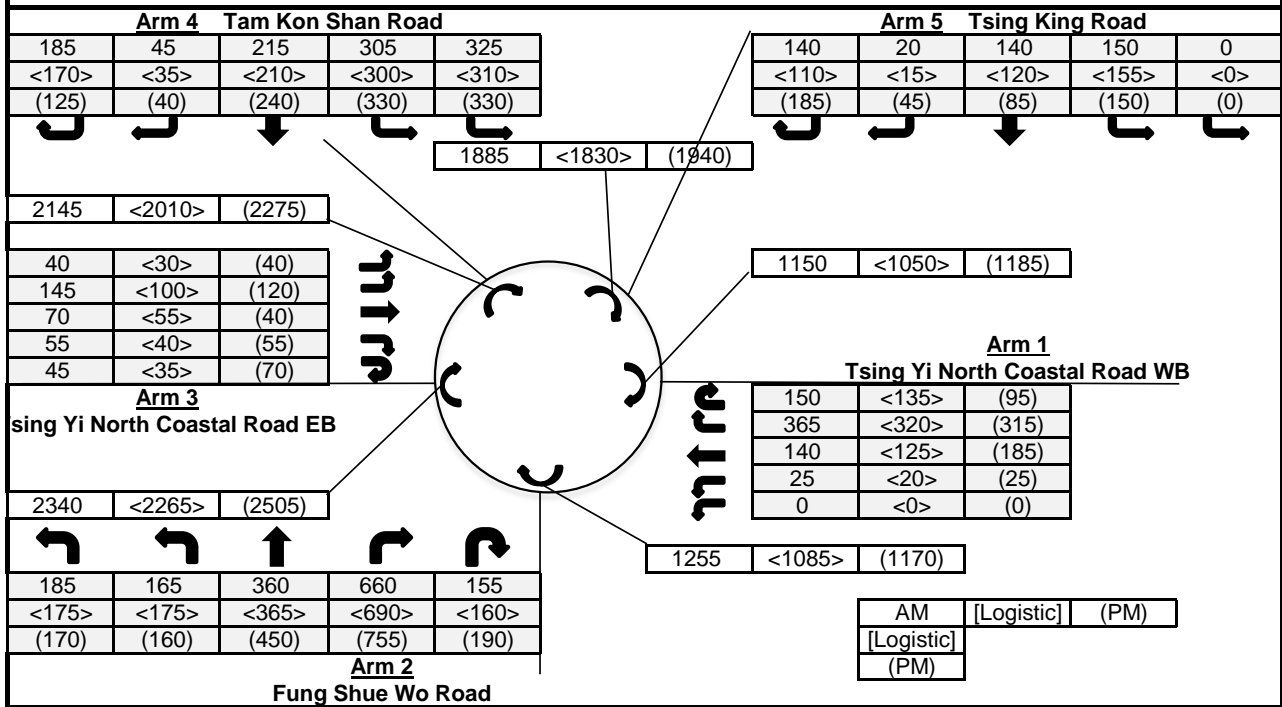 Arm 4 Tam Kon Shan Road Arm 5 Tsing King Road
185 45 215 305 325 140 20 140 150 0
<170> <35> <210> <300> <310> <110> <15> <120> <155> <0>
(125) (40) (240) (330) (330) (185) (45) (85) (150) (0)
1885 <1830> (1940)
2145 <2010> (2275)
40 <30> (40) 1150 <1050> (1185)
145 <100> (120)
70 <55> (40)
55 <40> (55) Arm 1
45 <35> (70) Tsing Yi North Coastal Road WB
Arm 3 150 <135> (95)
sing Yi North Coastal Road EB 365 <320> (315)
140 <125> (185)
25 <20> (25)
2340 <2265> (2505) 0 <0> (0)
1255 <1085> (1170)
185 165 360 660 155
<175> <175> <365> <690> <160> AM [Logistic] (PM)
(170) (160) (450) (755) (190) [Logistic]
Arm 2 (PM)
Fung Shue Wo Road